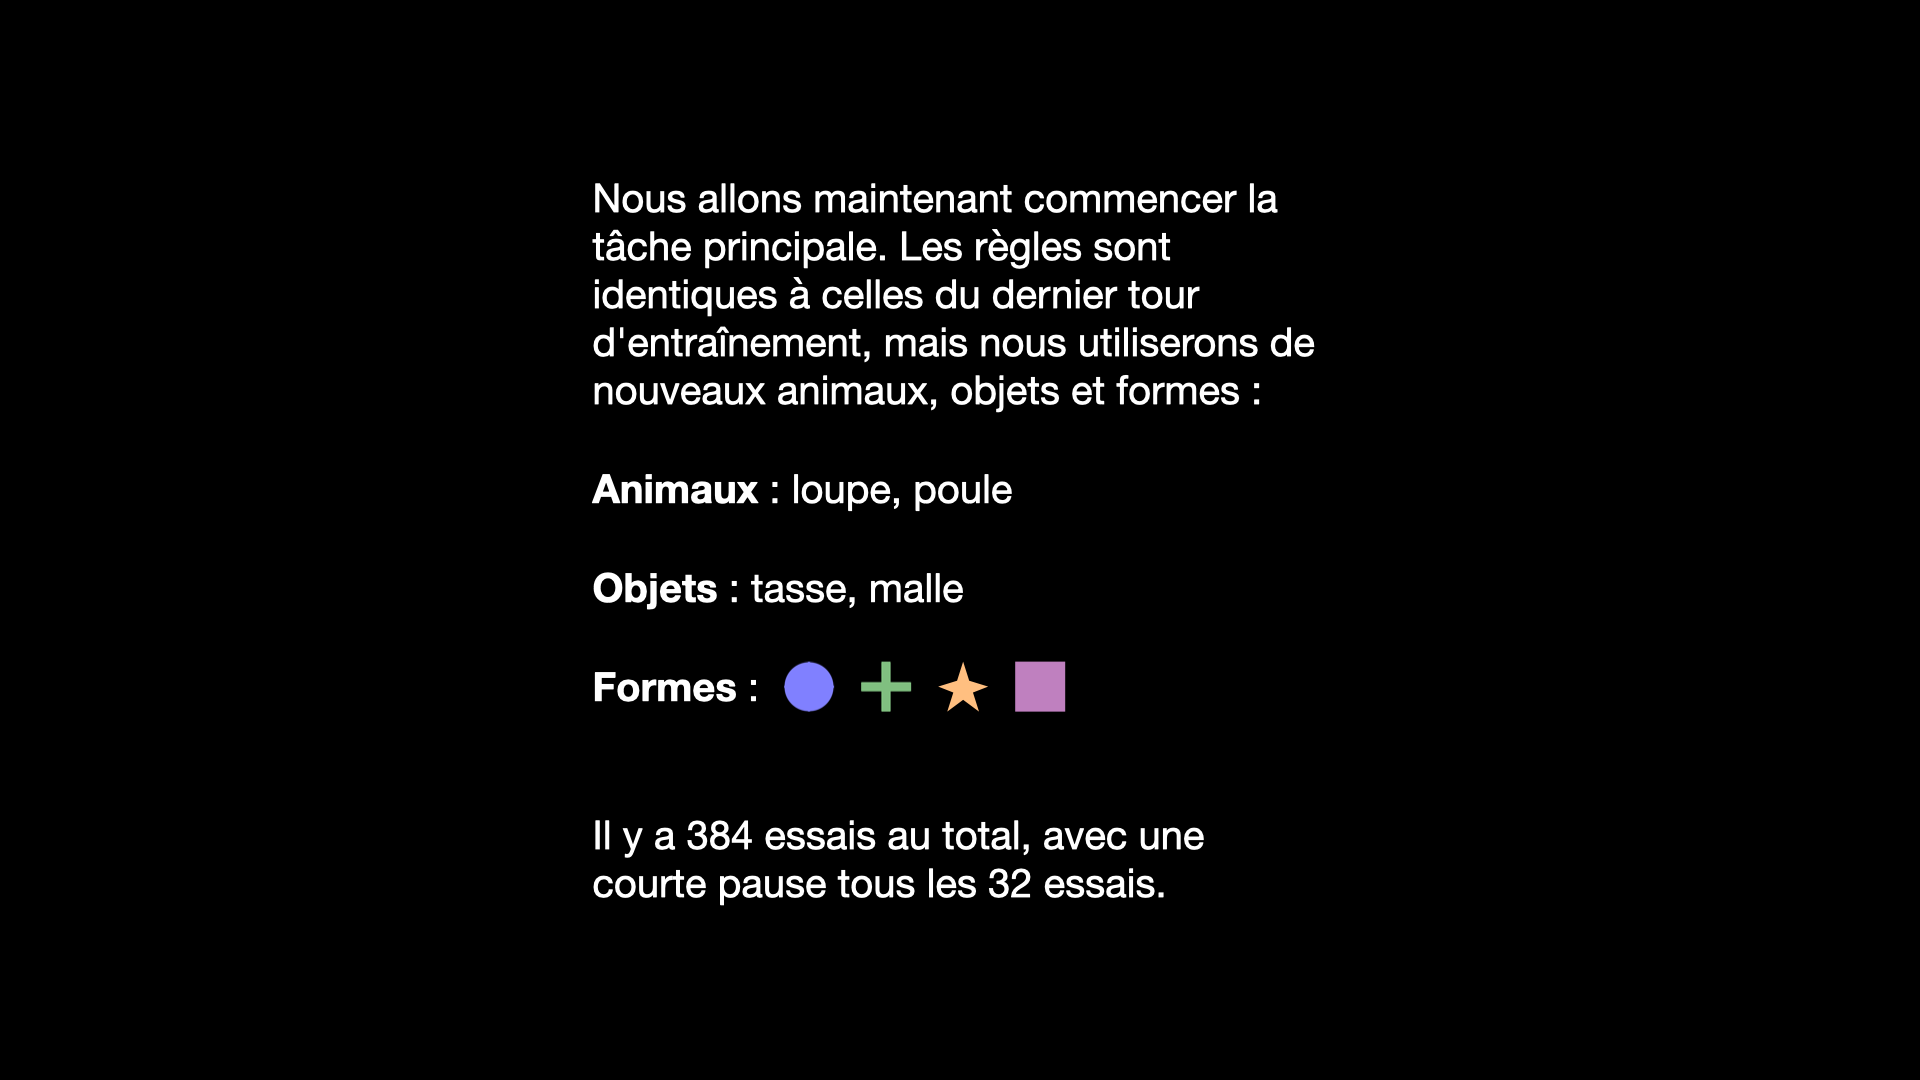 Nous allons maintenant commencer la
tâche principale. Les règles sont
identiques à celles du dernier tour
d'entraînement, mais nous utiliserons de
nouveaux animaux, objets et formes :
Animaux : loupe, poule
Objets : tasse, malle
Formes :
Il y a 384 essais au total, avec une
courte pause tous les 32 essais.